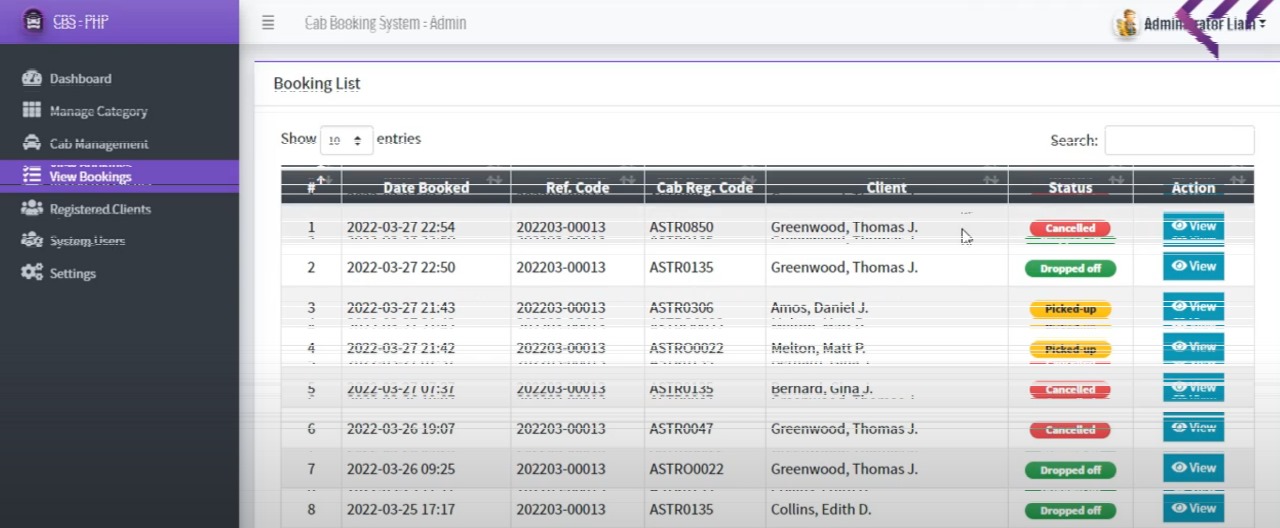 CBS - PHP
Cab Booking System - Admin
Administrator Liam
Dashboard
Manage Category
Cab Management
View Bookings
Registered Clients
System Users
Settings
Booking List
Show 10 entries
Search:
# Date Booked Ref. Code Cab Reg. Code Client Status Action
1 2022-03-27 22:54 202203-00013 ASTR0850 Greenwood, Thomas J. Cancelled View
2 2022-03-27 22:50 202203-00013 ASTR0135 Greenwood, Thomas J. Dropped off View
3 2022-03-27 21:43 202203-00013 ASTR0306 Amos, Daniel J. Picked-up View
4 2022-03-27 21:42 202203-00013 ASTRO0022 Melton, Matt P. Picked-up View
5 2022-03-27 07:37 202203-00013 ASTR0135 Bernard, Gina J. Cancelled View
6 2022-03-26 19:07 202203-00013 ASTR0047 Greenwood, Thomas J. Cancelled View
7 2022-03-26 09:25 202203-00013 ASTRO0022 Greenwood, Thomas J. Dropped off View
8 2022-03-25 17:17 202203-00013 ASTR0135 Collins, Edith D. Dropped off View